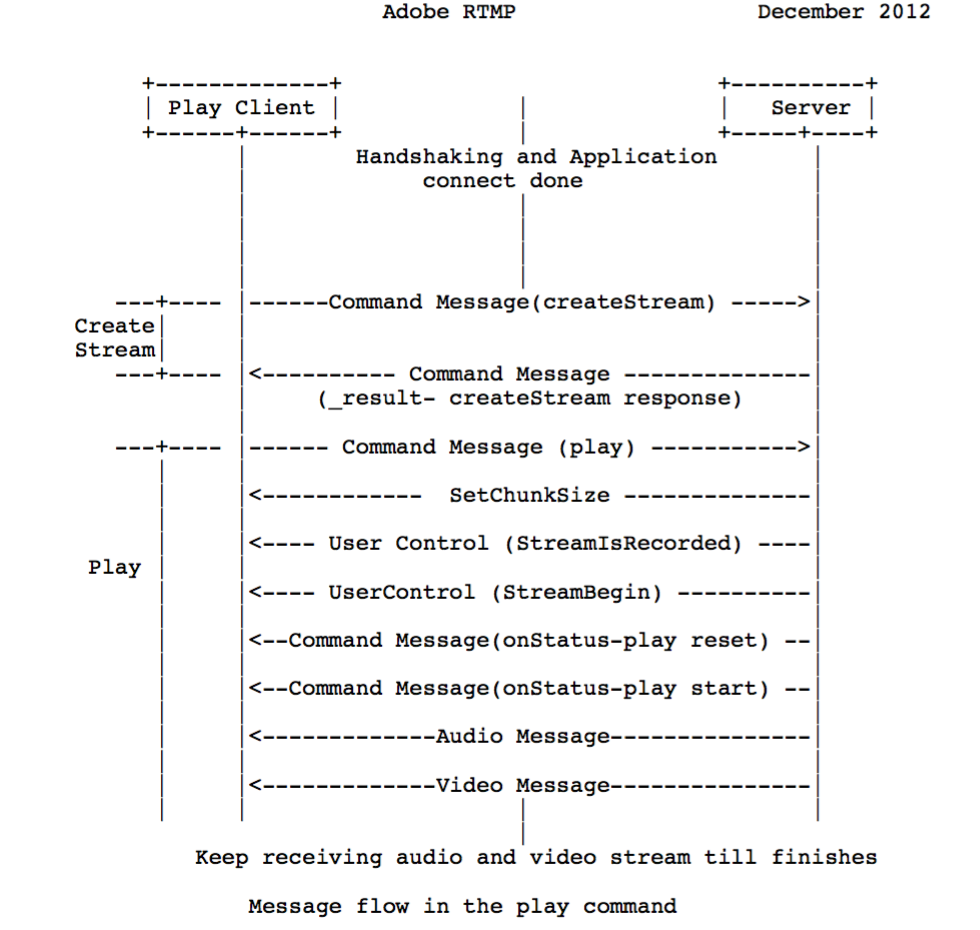 Adobe RTMP December 2012
Play Client Server
Handshaking and Application
connect done
------Command Message(createStream) ----->
Create
Stream
<---------- Command Message --------------
(_result- createStream response)
------ Command Message (play) ----------->
<------------ SetChunkSize --------------
<---- User Control (StreamIsRecorded) ----
Play
<---- UserControl (StreamBegin) ----------
<--Command Message(onStatus-play reset) --
<--Command Message(onStatus-play start) --
<-------------Audio Message---------------
<-------------Video Message---------------
Keep receiving audio and video stream till finishes
Message flow in the play command